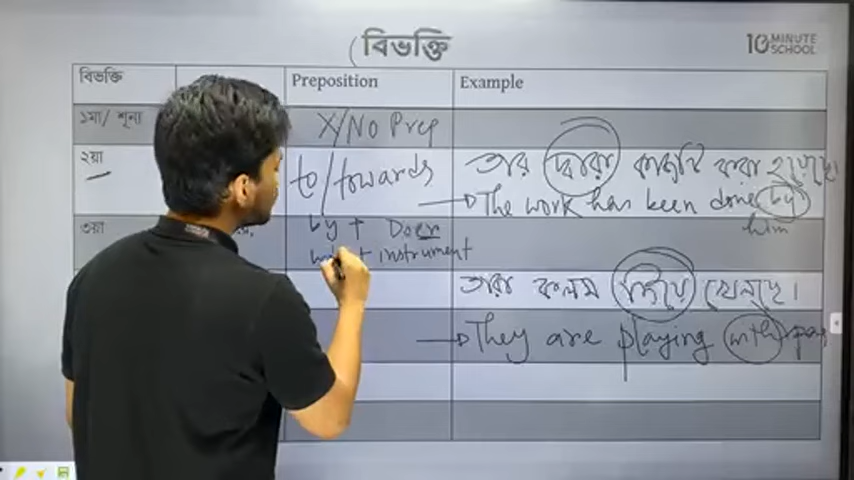 বিভক্তি
10 MINUTE SCHOOL
বিভক্তি Preposition Example
১মা/ শূন্য X/No Prep
২য়া to/towards
তার দ্বারা কাজটি করা হয়েছে
The work has been done by
him
৩য়া by + Doer
+ instrument
তারা কলম দিয়ে খেলছে।
They are playing with